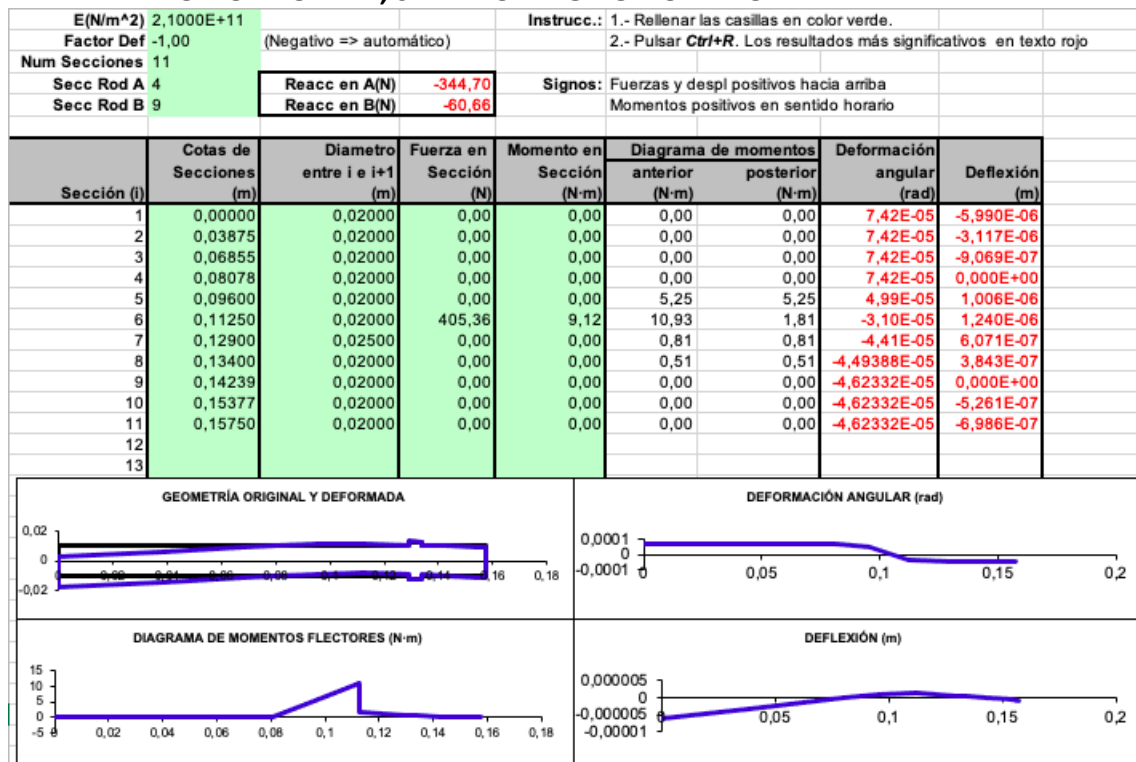 E(N/m^2) 2,1000E+11 Instrucc.: 1.- Rellenar las casillas en color verde.
Factor Def -1,00 (Negativo => automático) 2.- Pulsar Ctrl+R. Los resultados más significativos en texto rojo
Num Secciones 11
Secc Rod A 4 Reacc en A(N) -344,70 Signos: Fuerzas y despl positivos hacia arriba
Secc Rod B 9 Reacc en B(N) -60,66 Momentos positivos en sentido horario
Cotas de Diametro Fuerza en Momento en Diagrama de momentos Deformación
Secciones entre i e i+1 Sección Sección anterior posterior angular Deflexión
Sección (i) (m) (m) (N) (N·m) (N·m) (N·m) (rad) (m)
1 0,00000 0,02000 0,00 0,00 0,00 0,00 7,42E-05 -5,990E-06
2 0,03875 0,02000 0,00 0,00 0,00 0,00 7,42E-05 -3,117E-06
3 0,06855 0,02000 0,00 0,00 0,00 0,00 7,42E-05 -9,069E-07
4 0,08078 0,02000 0,00 0,00 0,00 0,00 7,42E-05 0,000E+00
5 0,09600 0,02000 0,00 0,00 5,25 5,25 4,99E-05 1,006E-06
6 0,11250 0,02000 405,36 9,12 10,93 1,81 -3,10E-05 1,240E-06
7 0,12900 0,02500 0,00 0,00 0,81 0,81 -4,41E-05 6,071E-07
8 0,13400 0,02000 0,00 0,00 0,51 0,51 -4,49388E-05 3,843E-07
9 0,14239 0,02000 0,00 0,00 0,00 0,00 -4,62332E-05 0,000E+00
10 0,15377 0,02000 0,00 0,00 0,00 0,00 -4,62332E-05 -5,261E-07
11 0,15750 0,02000 0,00 0,00 0,00 0,00 -4,62332E-05 -6,986E-07
12
13
GEOMETRÍA ORIGINAL Y DEFORMADA
0,02
0
-0,02
0 0,02 0,04 0,06 0,08 0,1 0,12 0,14 0,16 0,18
DEFORMACIÓN ANGULAR (rad)
0,0001
0
-0,0001
0 0,05 0,1 0,15 0,2
DIAGRAMA DE MOMENTOS FLECTORES (N·m)
15
10
5
0
-5
0 0,02 0,04 0,06 0,08 0,1 0,12 0,14 0,16 0,18
DEFLEXIÓN (m)
0,000005
0
-0,000005
-0,00001
0 0,05 0,1 0,15 0,2